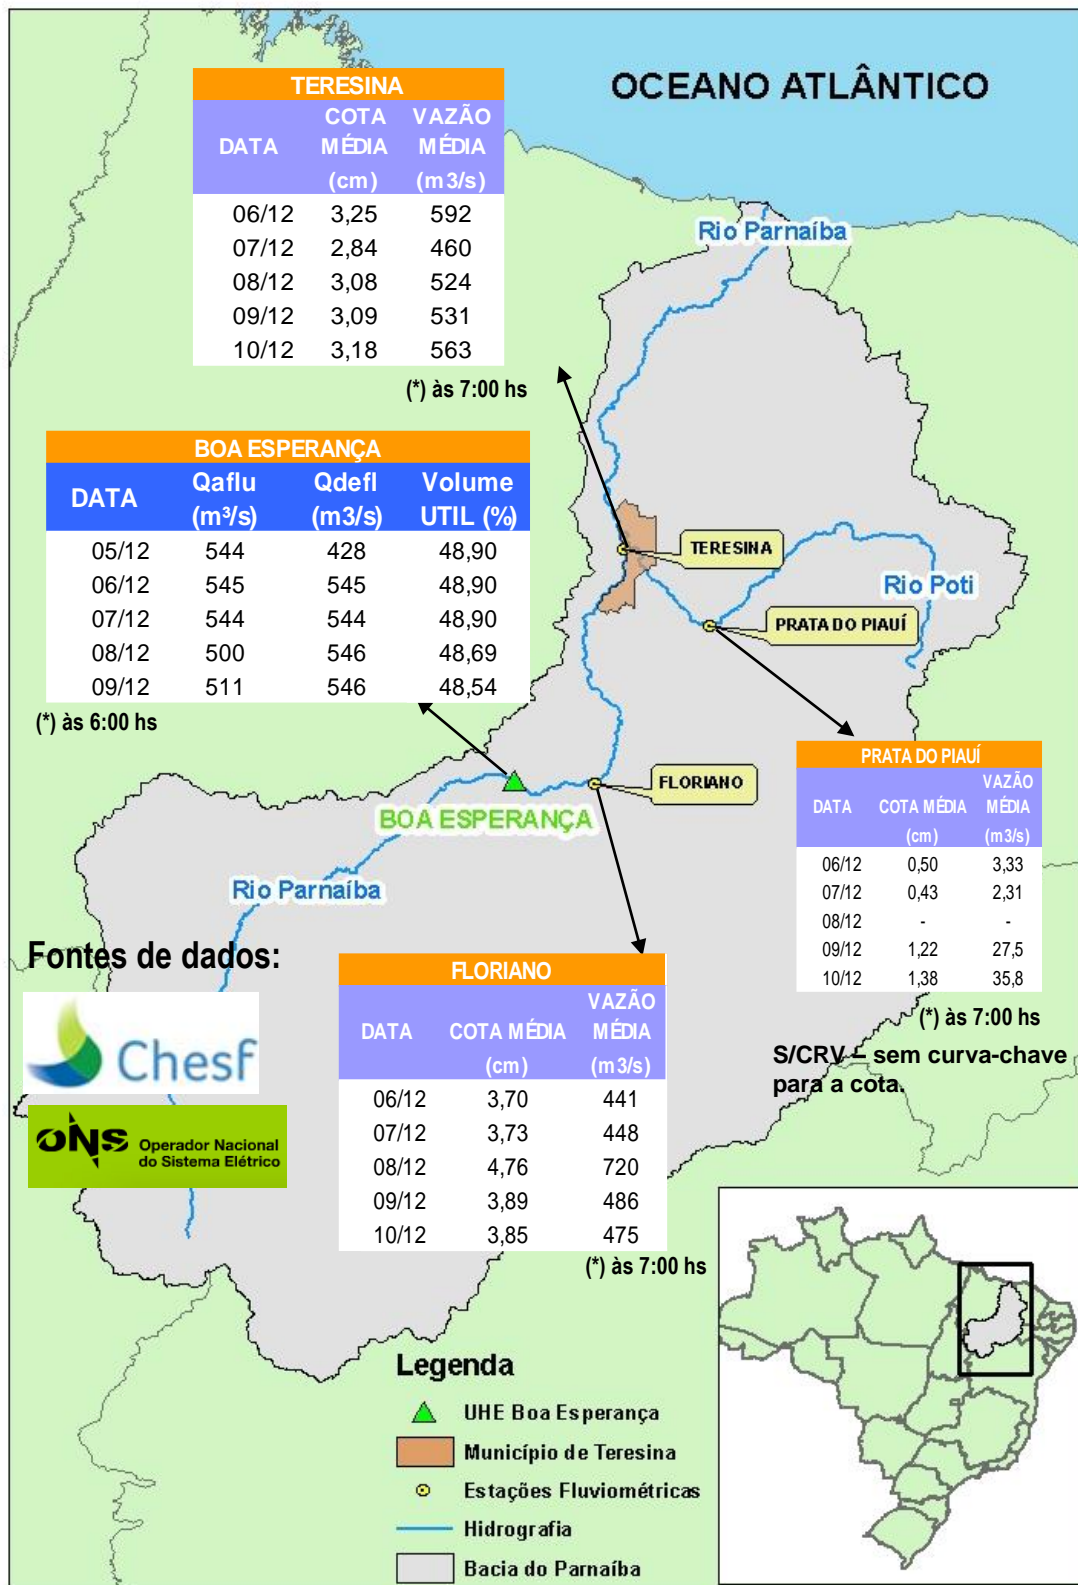 OCEANO ATLÂNTICO
TERESINA
DATA COTA MÉDIA (cm) VAZÃO MÉDIA (m3/s)
06/12 3,25 592
07/12 2,84 460
08/12 3,08 524
09/12 3,09 531
10/12 3,18 563
(*) às 7:00 hs
Rio Parnaíba
BOA ESPERANÇA
DATA Qaflu (m³/s) Qdefl (m3/s) Volume UTIL (%)
05/12 544 428 48,90
06/12 545 545 48,90
07/12 544 544 48,90
08/12 500 546 48,69
09/12 511 546 48,54
(*) às 6:00 hs
TERESINA
Rio Poti
PRATA DO PIAUÍ
FLORIANO
BOA ESPERANÇA
Rio Parnaíba
PRATA DO PIAUÍ
DATA COTA MÉDIA (cm) VAZÃO MÉDIA (m3/s)
06/12 0,50 3,33
07/12 0,43 2,31
08/12 - -
09/12 1,22 27,5
10/12 1,38 35,8
(*) às 7:00 hs
S/CRV – sem curva-chave
para a cota.
Fontes de dados:
Chesf
ONS Operador Nacional
do Sistema Elétrico
FLORIANO
DATA COTA MÉDIA (cm) VAZÃO MÉDIA (m3/s)
06/12 3,70 441
07/12 3,73 448
08/12 4,76 720
09/12 3,89 486
10/12 3,85 475
(*) às 7:00 hs
Legenda
UHE Boa Esperança
Município de Teresina
Estações Fluviométricas
Hidrografia
Bacia do Parnaíba